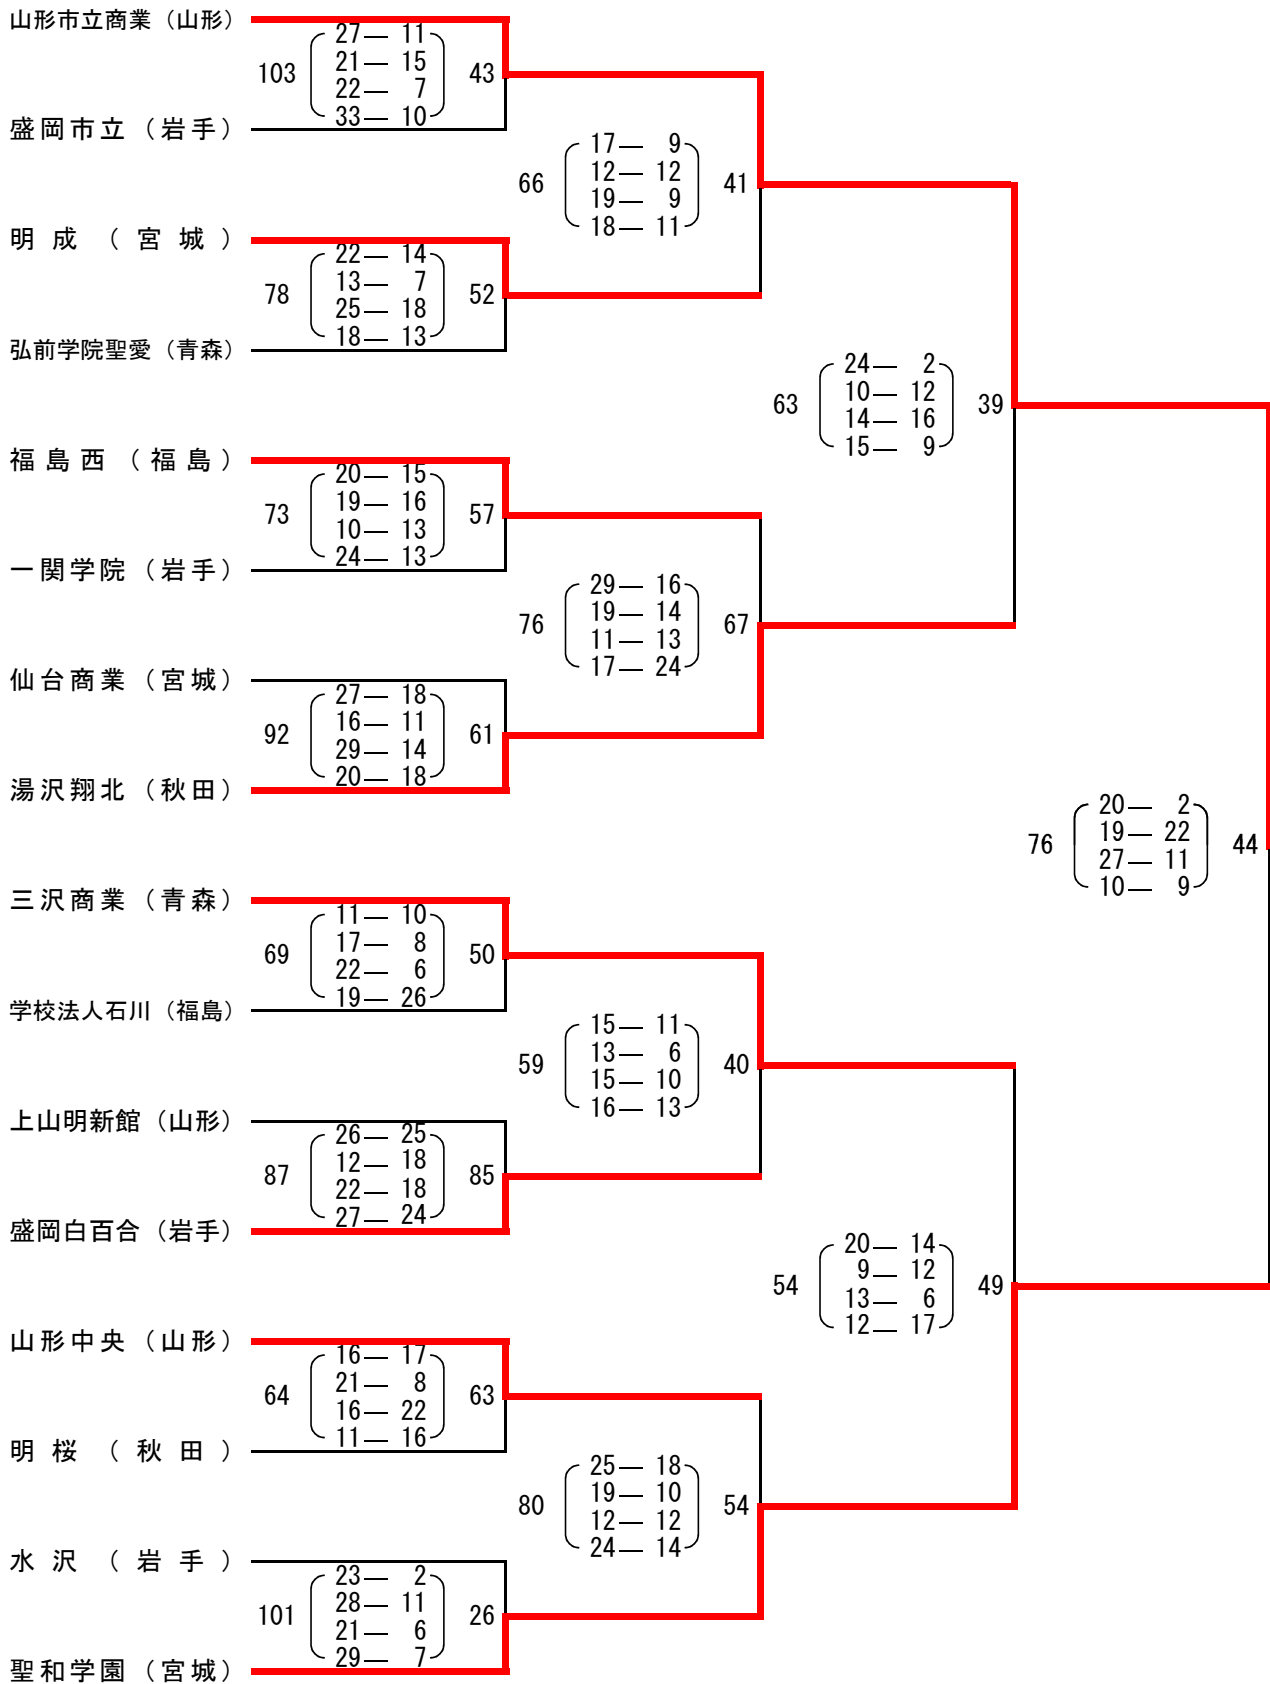 山形市立商業（山形）
103 27― 11 43
21― 15
22― 7
33― 10
盛岡市立（岩手）
66 17― 9 41
12― 12
19― 9
18― 11
明成（宮城）
78 22― 14 52
13― 7
25― 18
18― 13
弘前学院聖愛（青森）
63 24― 2 39
10― 12
14― 16
15― 9
福島西（福島）
73 20― 15 57
19― 16
10― 13
24― 13
一関学院（岩手）
76 29― 16 67
19― 14
11― 13
17― 24
仙台商業（宮城）
92 27― 18 61
16― 11
29― 14
20― 18
湯沢翔北（秋田）
76 20― 2 44
19― 22
27― 11
10― 9
三沢商業（青森）
69 11― 10 50
17― 8
22― 6
19― 26
学校法人石川（福島）
59 15― 11 40
13― 6
15― 10
16― 13
上山明新館（山形）
87 26― 25 85
12― 18
22― 18
27― 24
盛岡白百合（岩手）
54 20― 14 49
9― 12
13― 6
12― 17
山形中央（山形）
64 16― 17 63
21― 8
16― 22
11― 16
明桜（秋田）
80 25― 18 54
19― 10
12― 12
24― 14
水沢（岩手）
101 23― 2 26
28― 11
21― 6
29― 7
聖和学園（宮城）